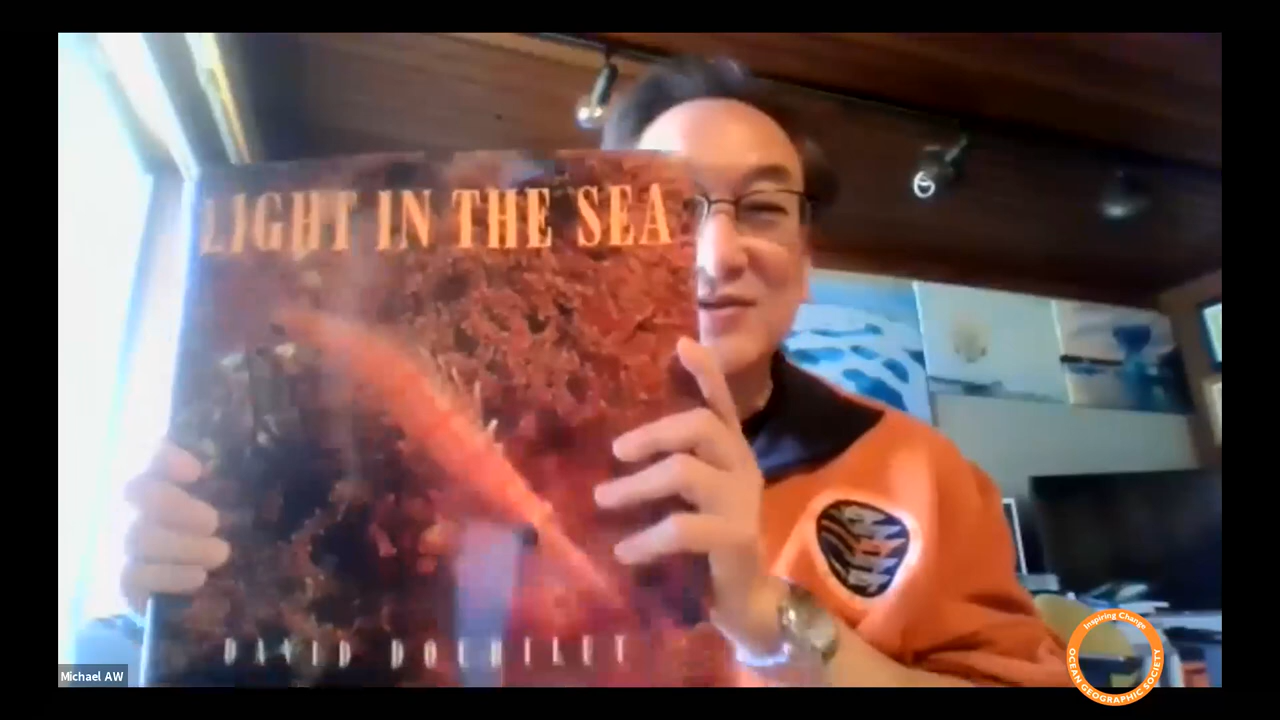 LIGHT IN THE SEA
DAVID DOUBILET
Michael AW
Inspiring Change
OCEAN GEOGRAPHIC SOCIETY